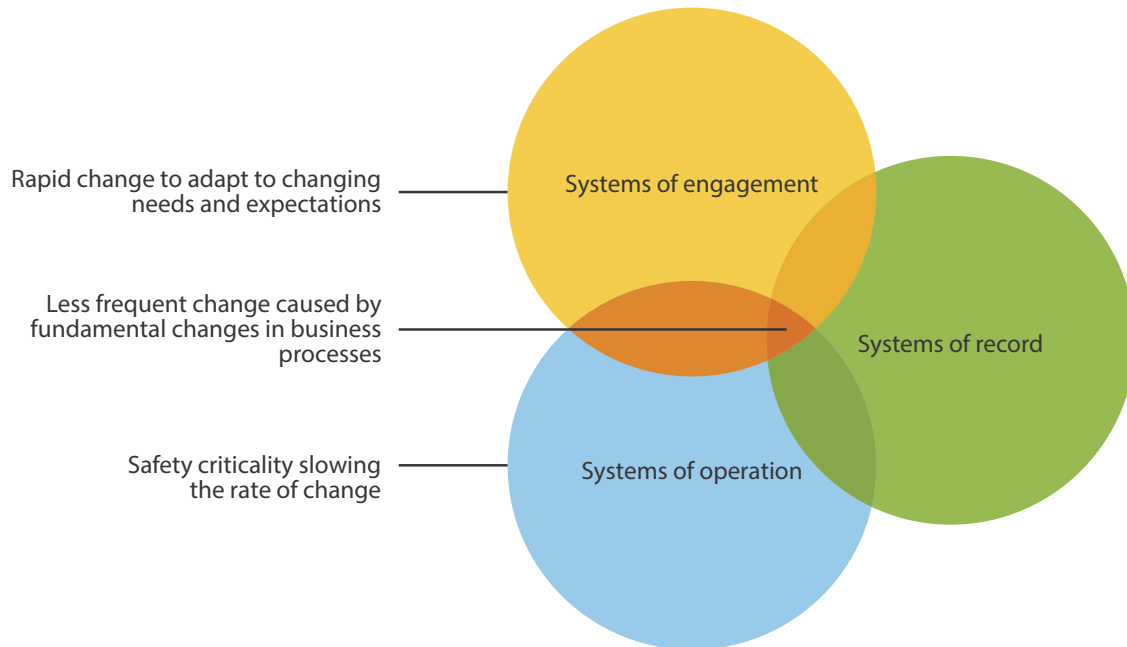 Rapid change to adapt to changing
needs and expectations
Systems of engagement
Less frequent change caused by
fundamental changes in business
processes
Systems of record
Safety criticality slowing
the rate of change
Systems of operation